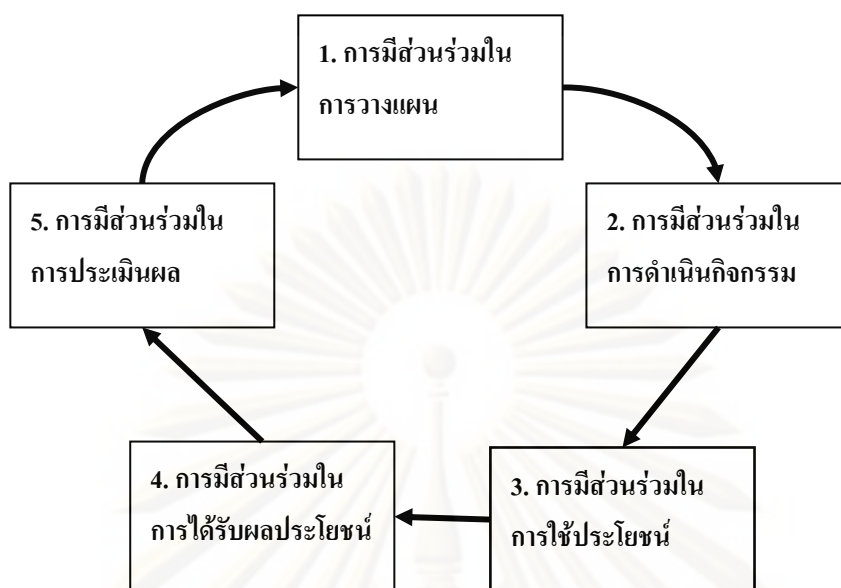 1. การมีส่วนร่วมใน
การวางแผน
2. การมีส่วนร่วมใน
การดำเนินกิจกรรม
3. การมีส่วนร่วมใน
การใช้ประโยชน์
4. การมีส่วนร่วมใน
การได้รับผลประโยชน์
5. การมีส่วนร่วมใน
การประเมินผล